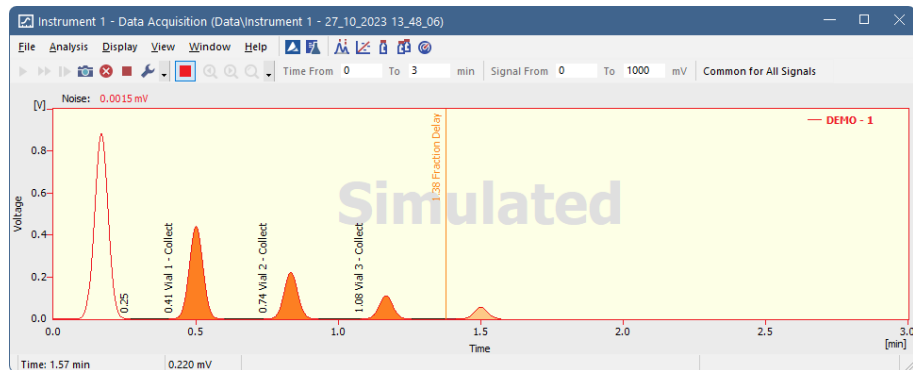 Instrument 1 - Data Acquisition (Data\Instrument 1 - 27_10_2023 13_48_06)
File Analysis Display View Window Help
Time From 0 To 3 min Signal From 0 To 1000 mV Common for All Signals
Noise: 0.0015 mV
[V]
DEMO - 1
0.8
0.6
0.4
0.2
0.0
Voltage
Simulated
0.25
0.41 Vial 1 - Collect
0.74 Vial 2 - Collect
1.08 Vial 3 - Collect
1.38 Fraction Delay
0.0 0.5 1.0 1.5 2.0 2.5 3.0
Time
[min]
Time: 1.57 min 0.220 mV